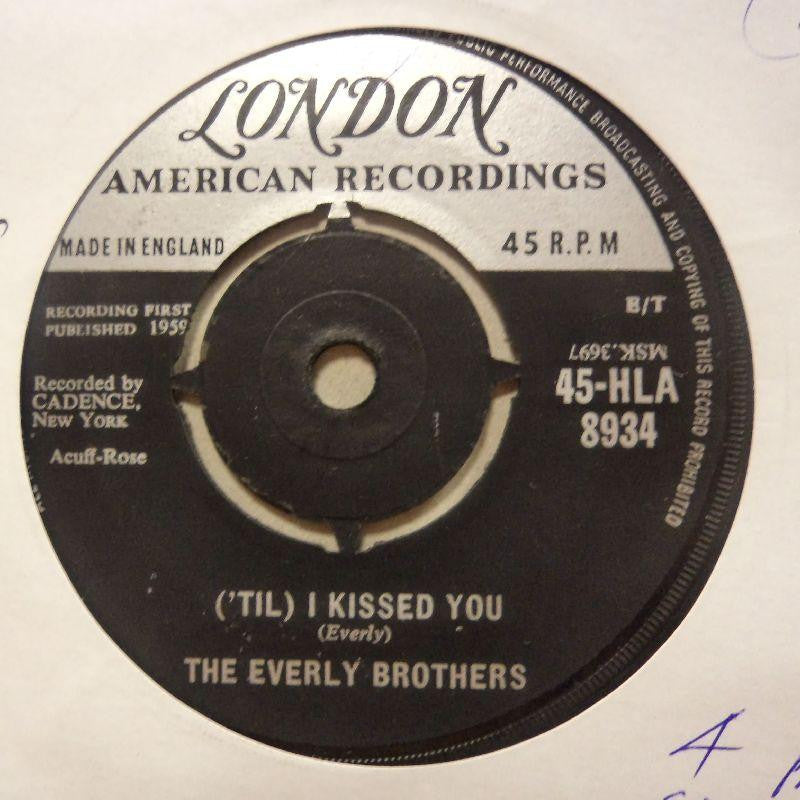 LONDON
AMERICAN RECORDINGS
MADE IN ENGLAND
45 R.P.M
PUBLIC PERFORMANCE BROADCASTING AND COPYING OF THIS RECORD PROHIBITED
RECORDING FIRST
PUBLISHED 1959
B/T
MSK.3697
45-HLA
8934
Recorded by
CADENCE,
New York
Acuff-Rose
('TIL) I KISSED YOU
(Everly)
THE EVERLY BROTHERS
4